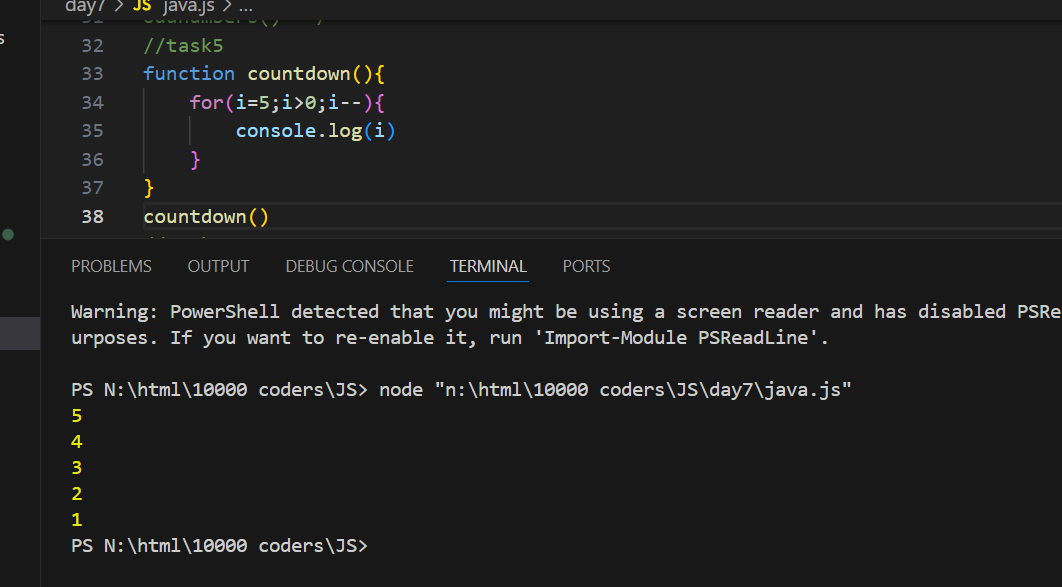 day7 > JS java.js > ...
32 //task5
33 function countdown(){
34 for(i=5;i>0;i--){
35 console.log(i)
36 }
37 }
38 countdown()
PROBLEMS OUTPUT DEBUG CONSOLE TERMINAL PORTS
Warning: PowerShell detected that you might be using a screen reader and has disabled PSRe
urposes. If you want to re-enable it, run 'Import-Module PSReadLine'.
PS N:\html\10000 coders\JS> node "n:\html\10000 coders\JS\day7\java.js"
5
4
3
2
1
PS N:\html\10000 coders\JS>